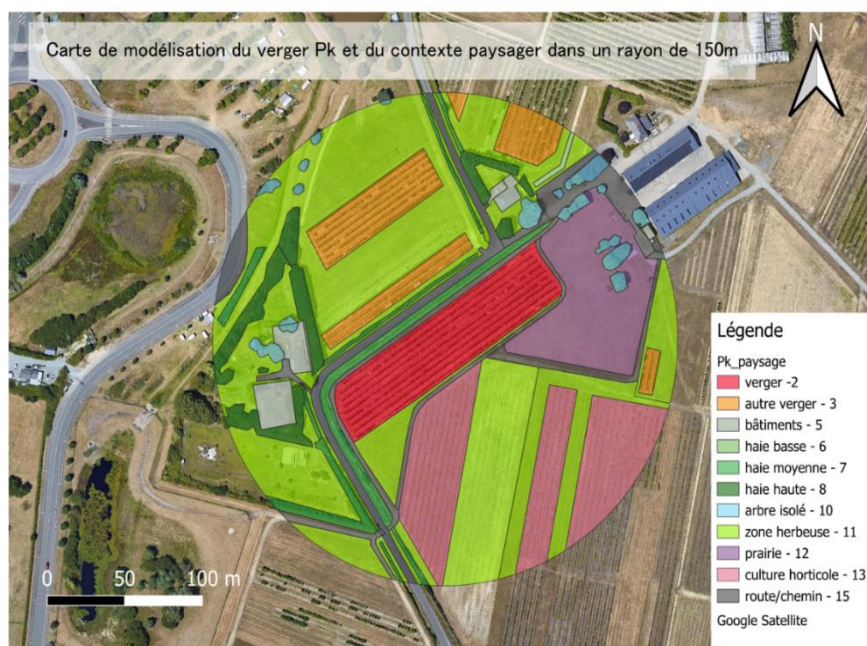 Carte de modélisation du verger Pk et du contexte paysager dans un rayon de 150m
N
Légende
Pk_paysage
verger -2
autre verger - 3
bâtiments - 5
haie basse - 6
haie moyenne - 7
haie haute - 8
arbre isolé - 10
zone herbeuse - 11
prairie - 12
culture horticole - 13
route/chemin - 15
Google Satellite
0 50 100 m